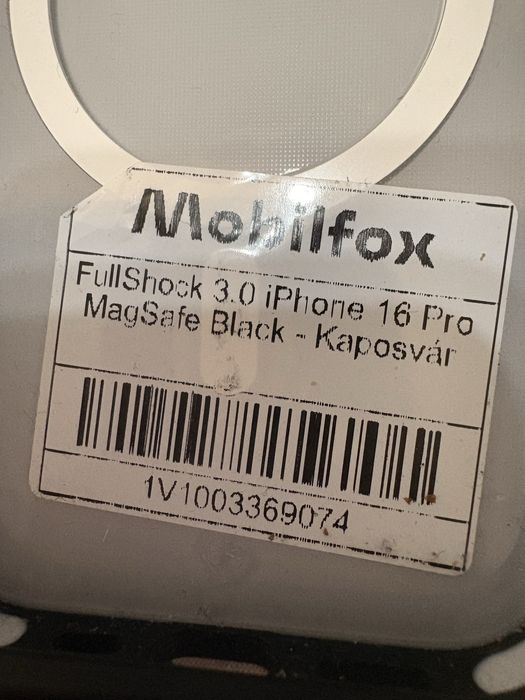 Mobilfox
FullShock 3.0 iPhone 16 Pro
MagSafe Black - Kaposvár
1V1003369074